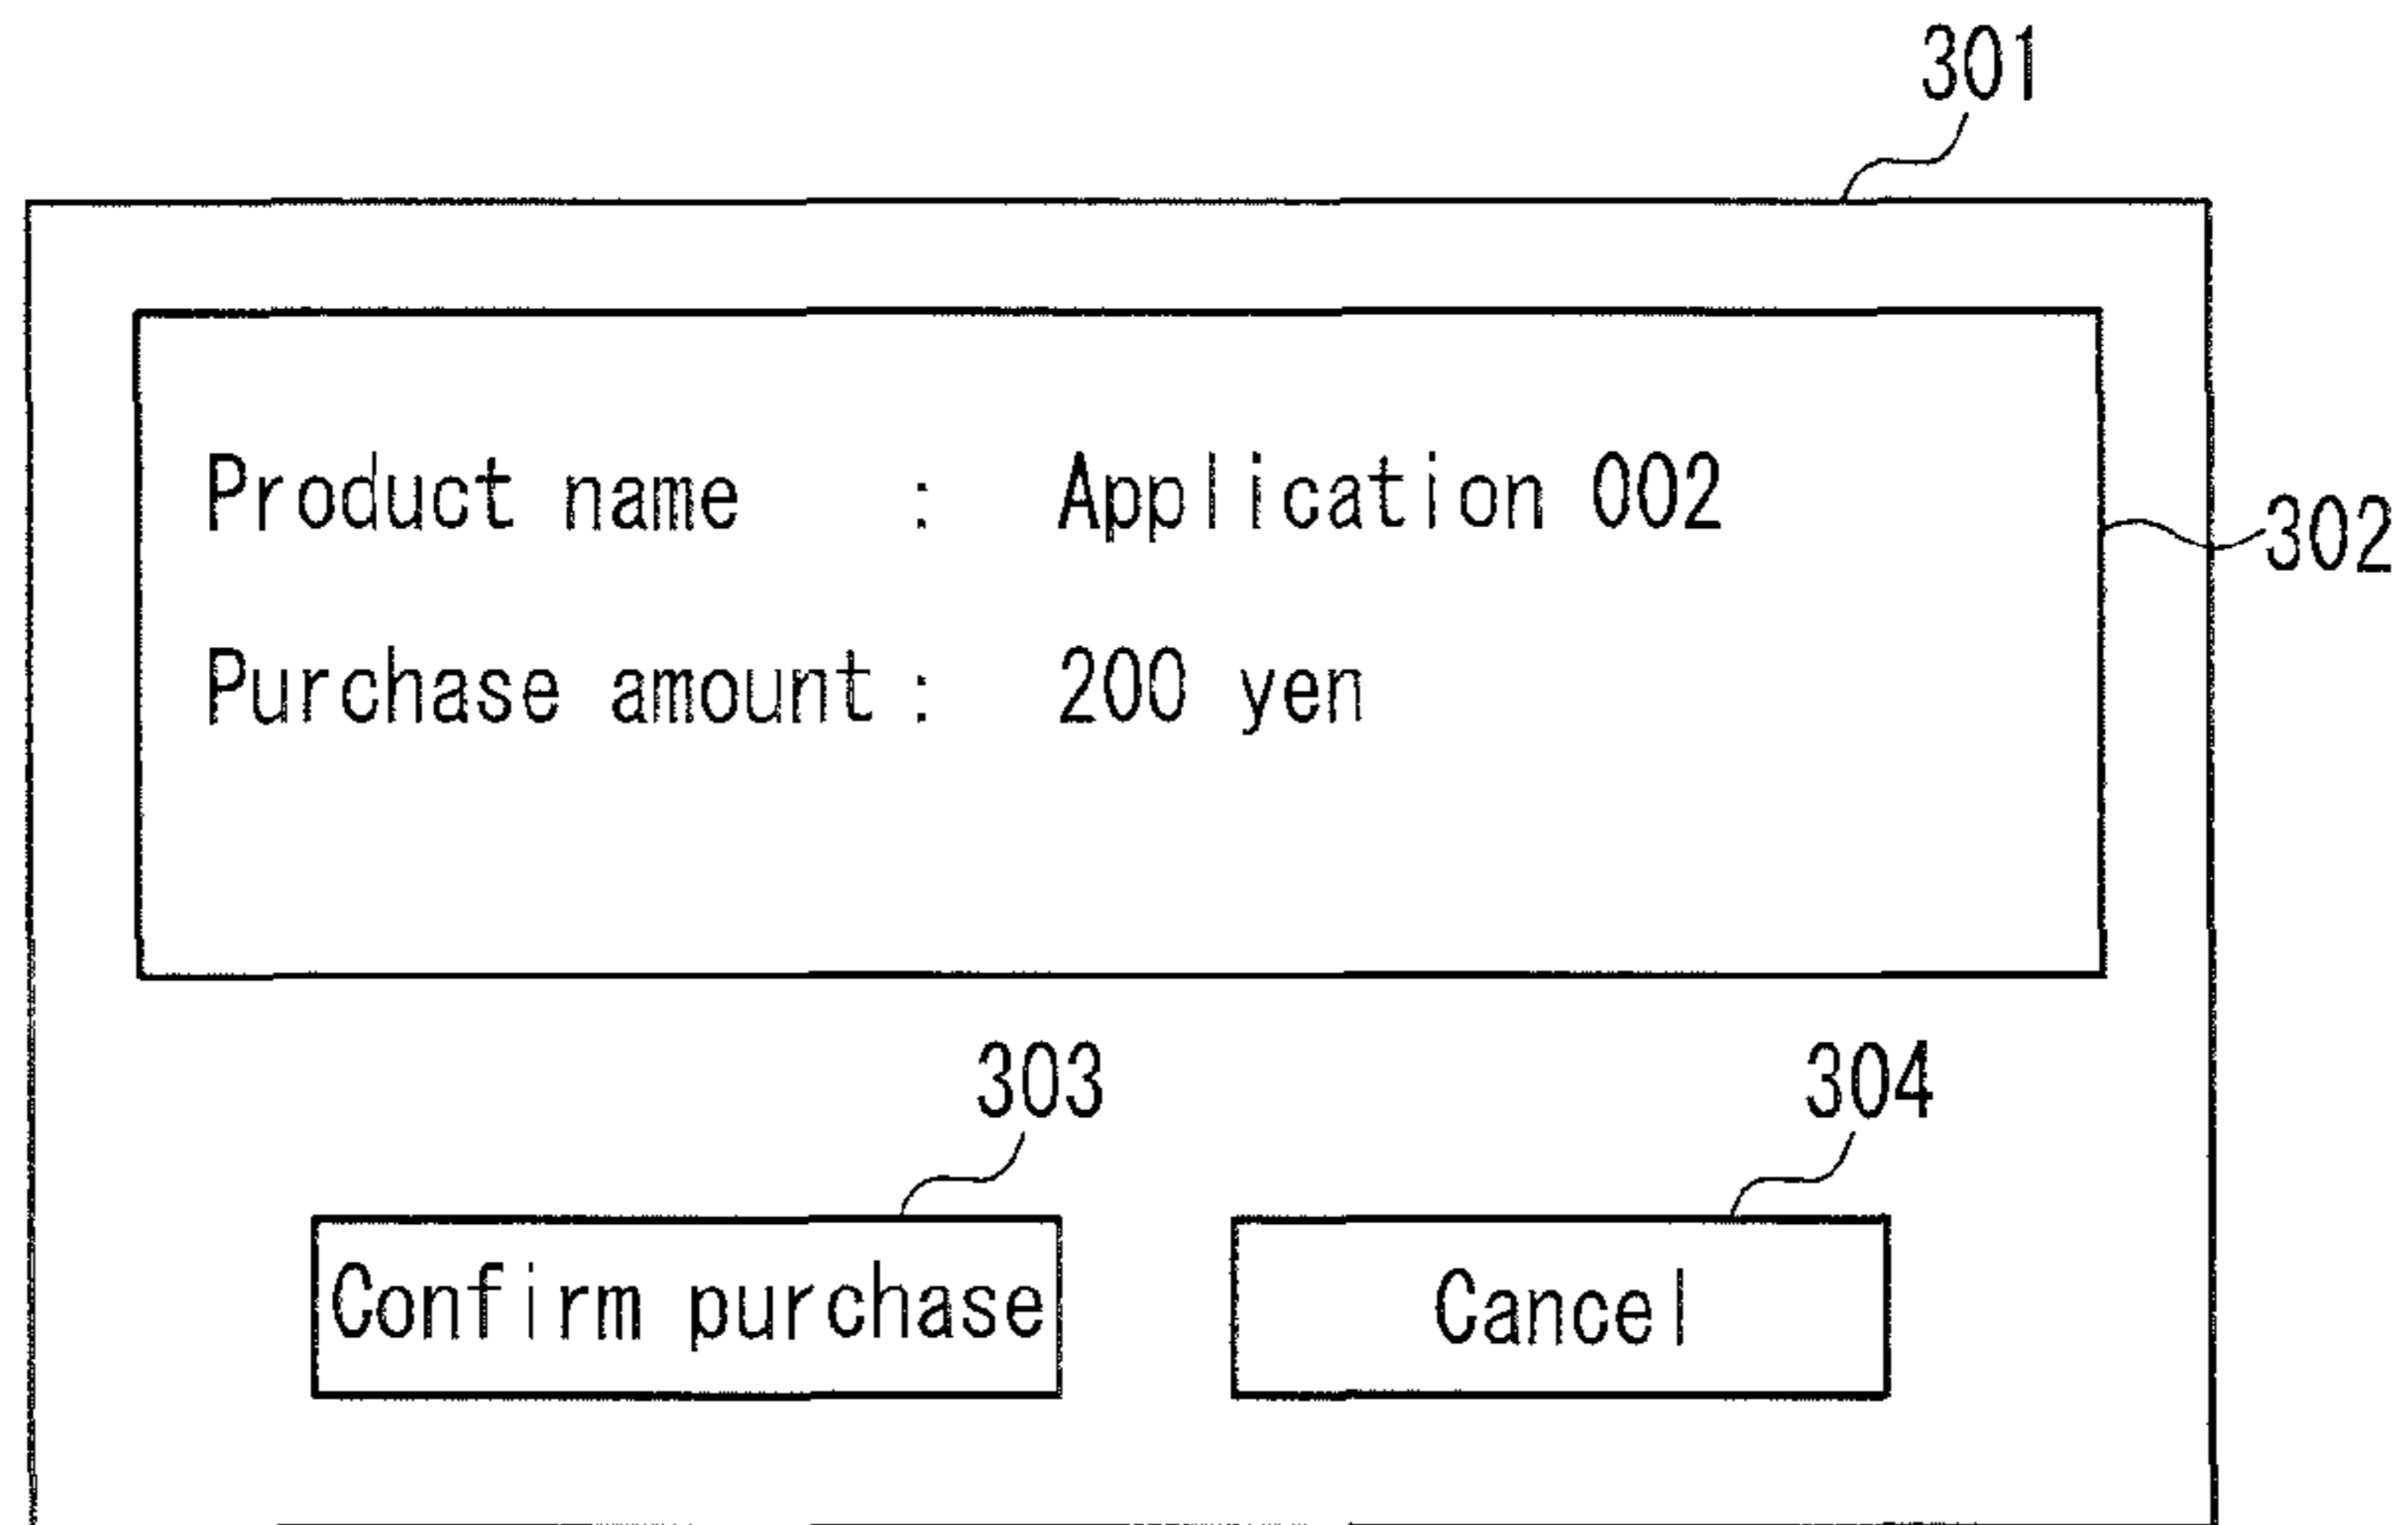 301
Product name : Application 002
302
Purchase amount : 200 yen
303 304
Confirm purchase Cancel